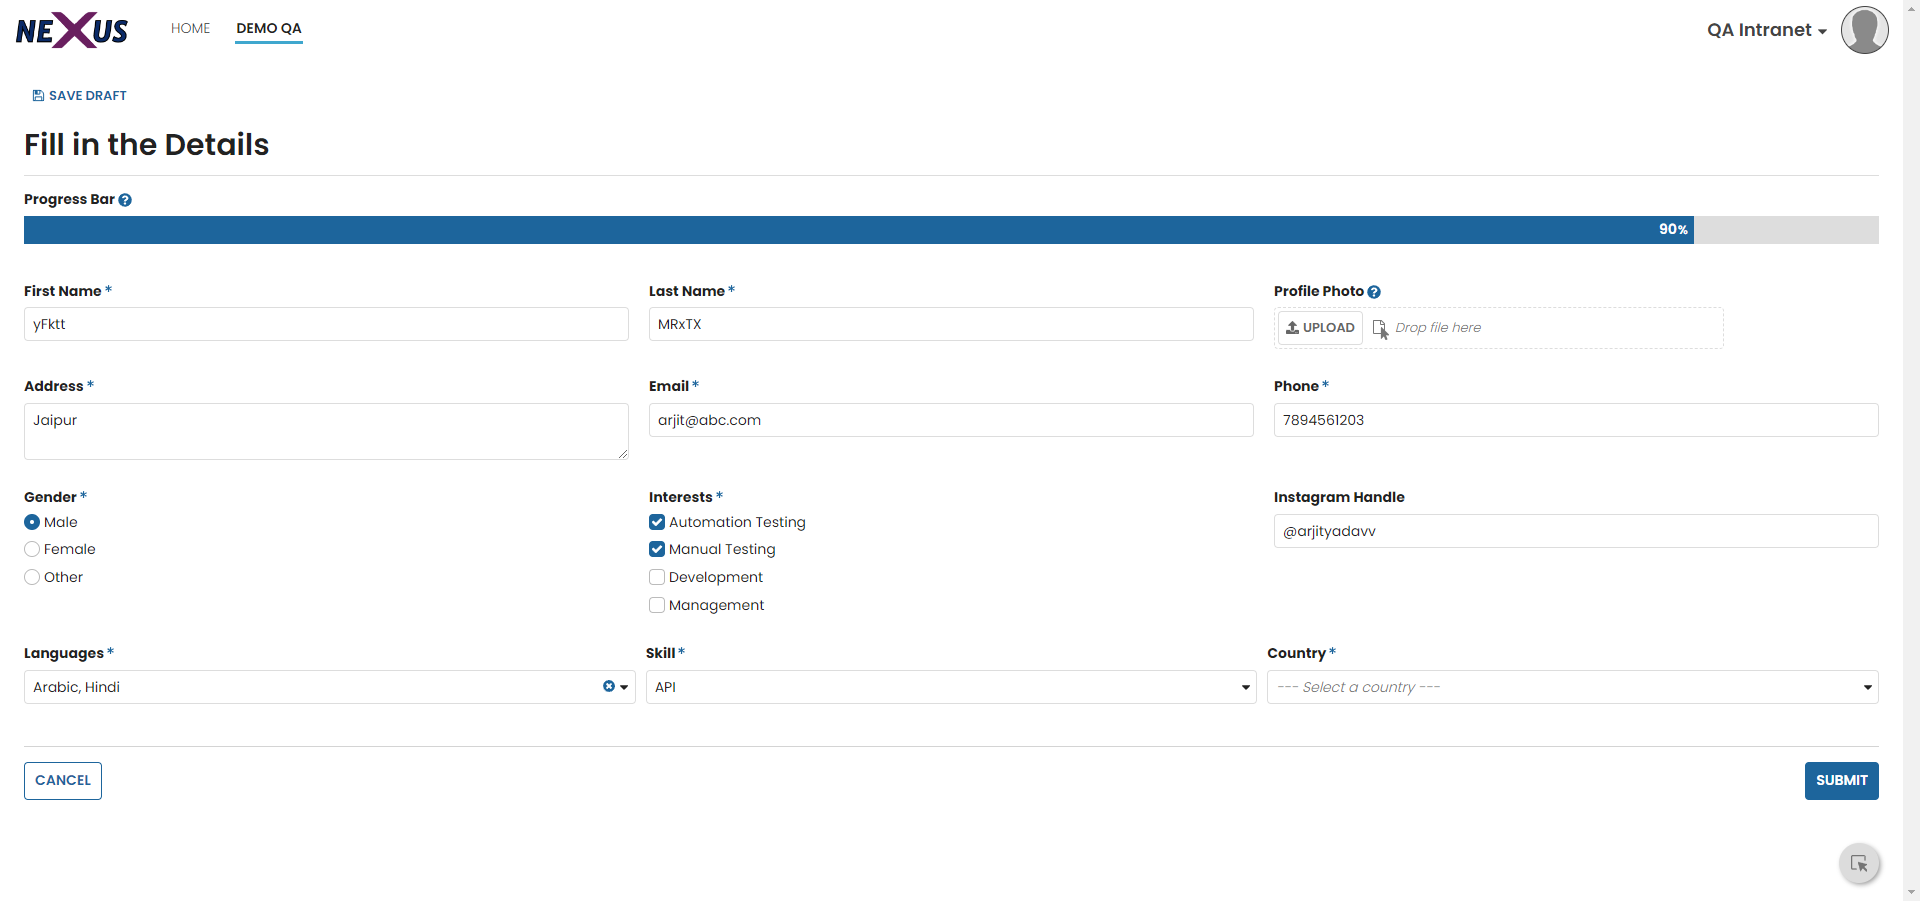 NEXUS
HOME
DEMO QA
QA Intranet
SAVE DRAFT
Fill in the Details
Progress Bar ?
90%
First Name *
Last Name *
Profile Photo ?
yFktt
MRxTX
UPLOAD
Drop file here
Address *
Email *
Phone *
Jaipur
arjit@abc.com
7894561203
Gender *
Interests *
Instagram Handle
Male
Automation Testing
@arjityadavv
Female
Manual Testing
Other
Development
Management
Languages *
Skill *
Country *
Arabic, Hindi
API
--- Select a country ---
CANCEL
SUBMIT